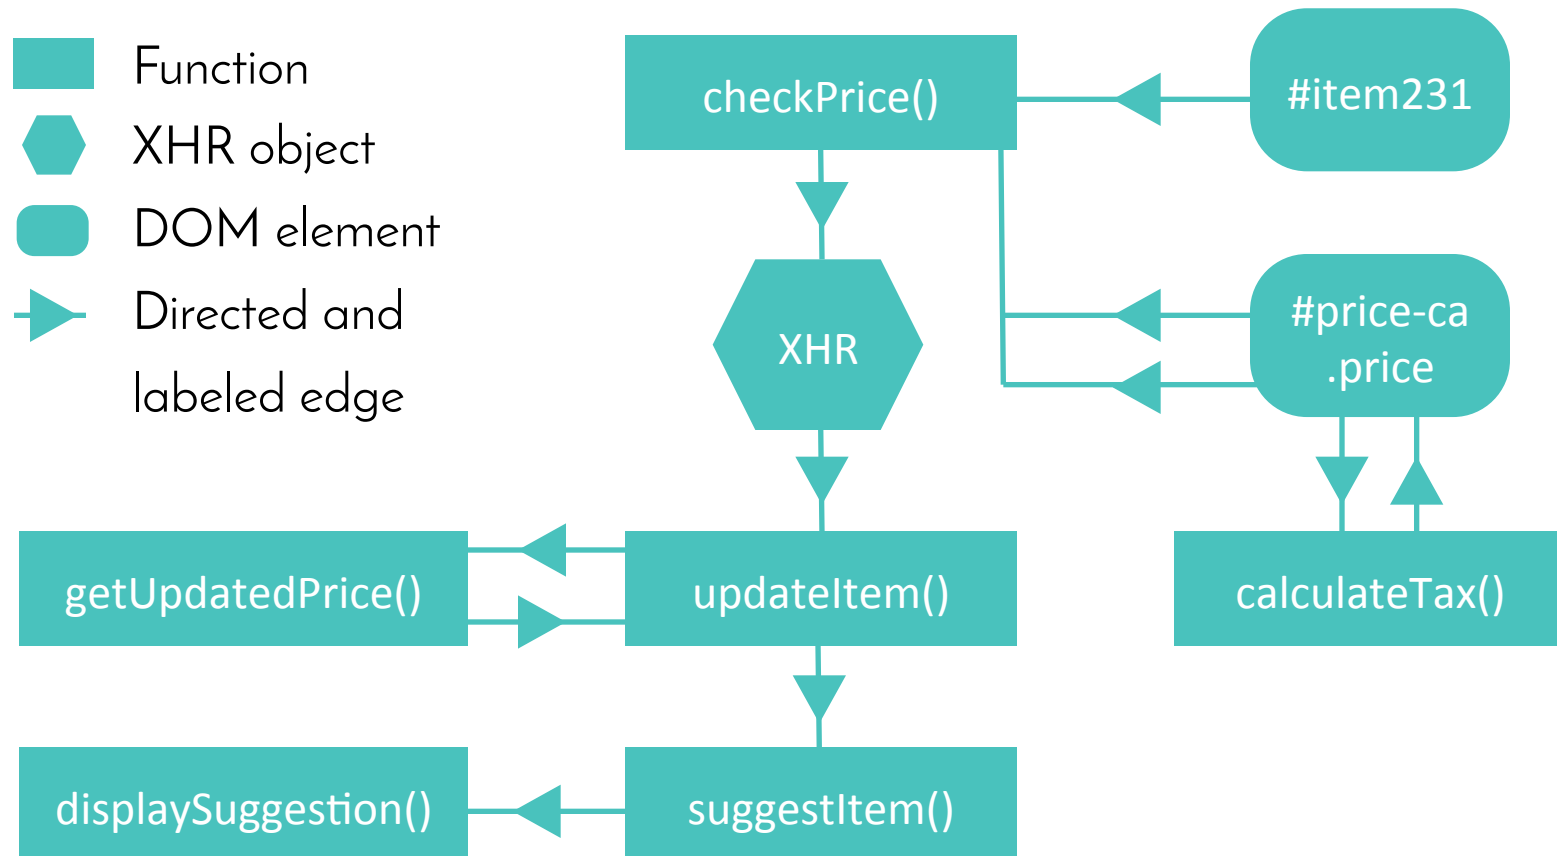 Function
XHR object
DOM element
Directed and
labeled edge
checkPrice()
#item231
XHR
#price-ca
.price
getUpdatedPrice()
updateItem()
calculateTax()
displaySuggestion()
suggestItem()